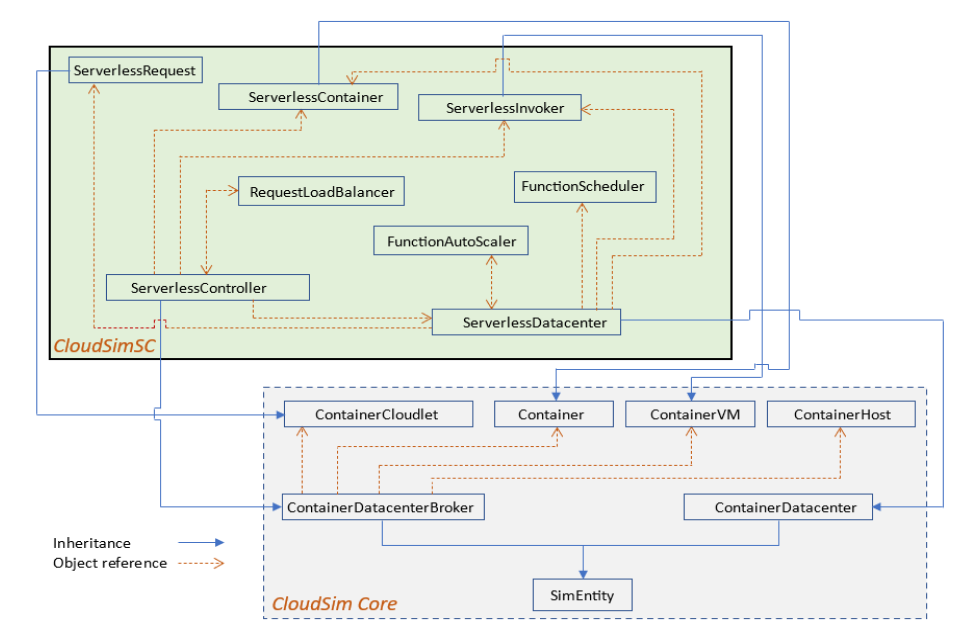 ServerlessRequest
ServerlessContainer
ServerlessInvoker
RequestLoadBalancer
FunctionScheduler
FunctionAutoScaler
ServerlessController
ServerlessDatacenter
CloudSimSC
ContainerCloudlet
Container
ContainerVM
ContainerHost
ContainerDatacenterBroker
ContainerDatacenter
Inheritance
Object reference
SimEntity
CloudSim Core